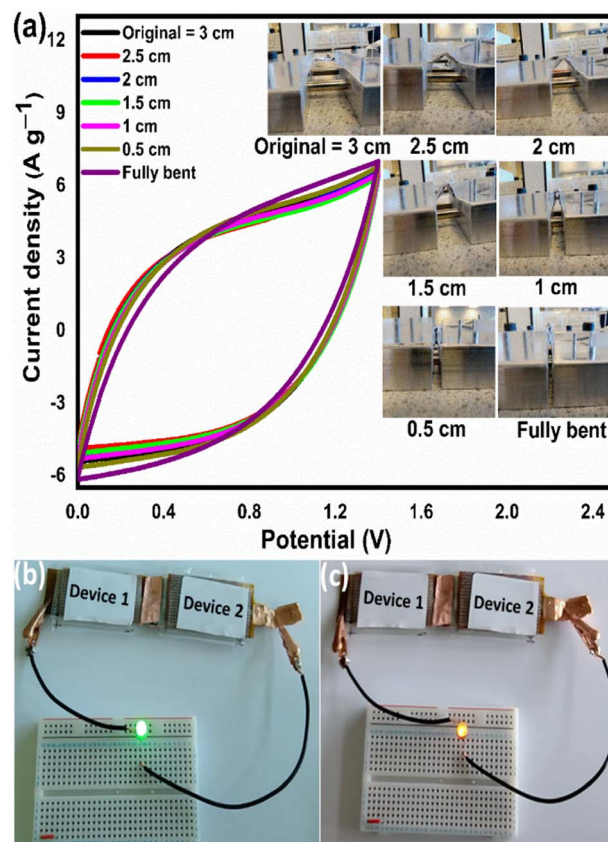 (a)
Current density (A g⁻¹)
12
9
6
3
0
-3
-6
Original = 3 cm
2.5 cm
2 cm
1.5 cm
1 cm
0.5 cm
Fully bent
Original = 3 cm
2.5 cm
2 cm
1.5 cm
1 cm
0.5 cm
Fully bent
0.0
0.4
0.8
1.2
1.6
2.0
2.4
Potential (V)
(b)
Device 1
Device 2
(c)
Device 1
Device 2